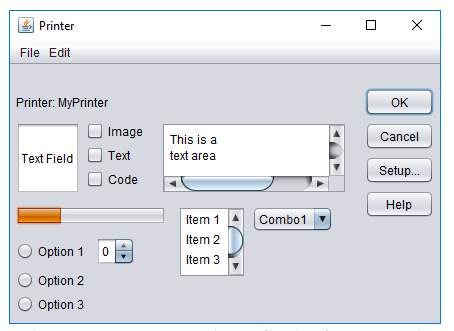 Printer
File Edit
Printer: MyPrinter
OK
Text Field
Image
Text
Code
This is a
text area
Cancel
Setup...
Help
Item 1
Item 2
Item 3
Combo1
Option 1
0
Option 2
Option 3